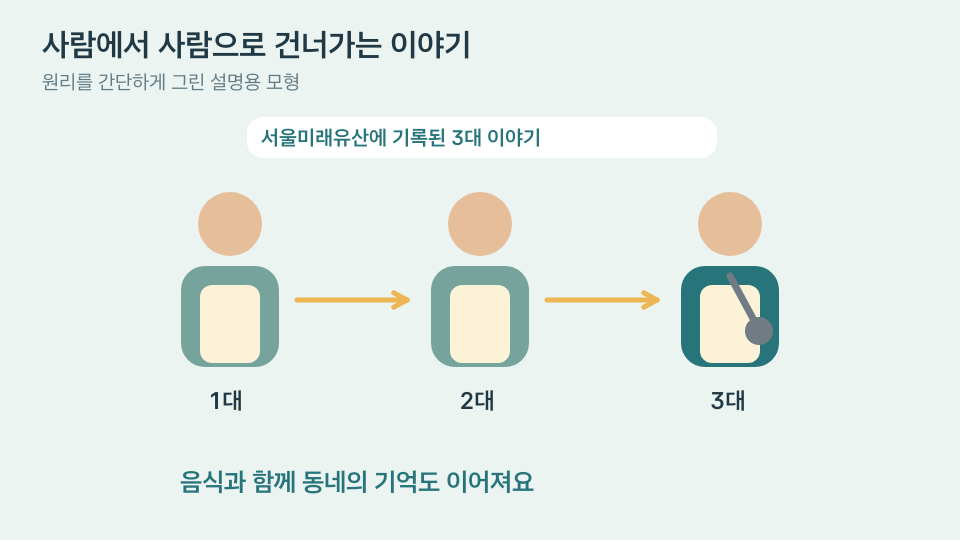 사람에서 사람으로 건너가는 이야기
원리를 간단하게 그린 설명용 모형
서울미래유산에 기록된 3대 이야기
1대
2대
3대
음식과 함께 동네의 기억도 이어져요